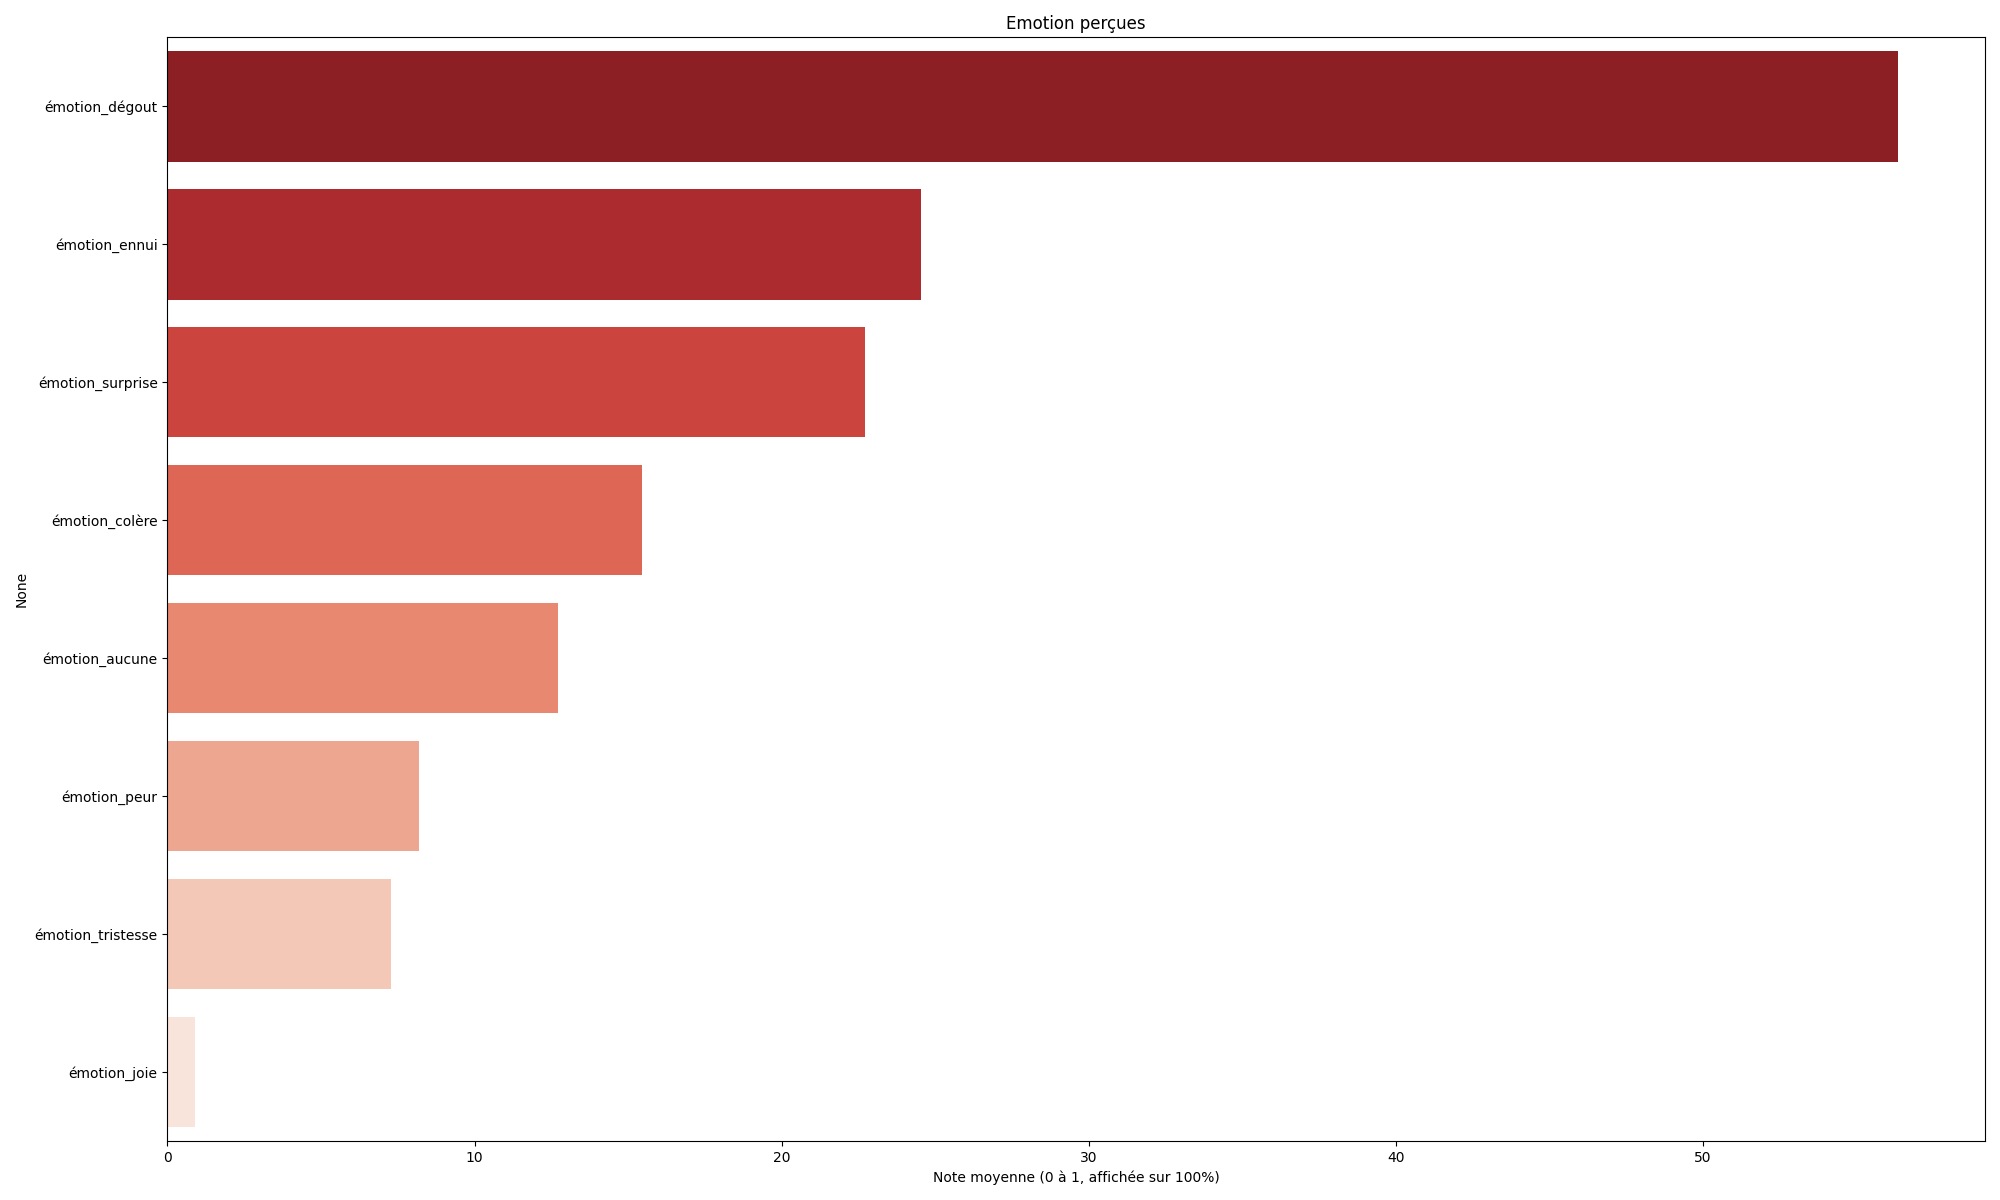 Emotion perçues
émotion_dégout
émotion_ennui
émotion_surprise
émotion_colère
émotion_aucune
émotion_peur
émotion_tristesse
émotion_joie
None
0 10 20 30 40 50
Note moyenne (0 à 1, affichée sur 100%)